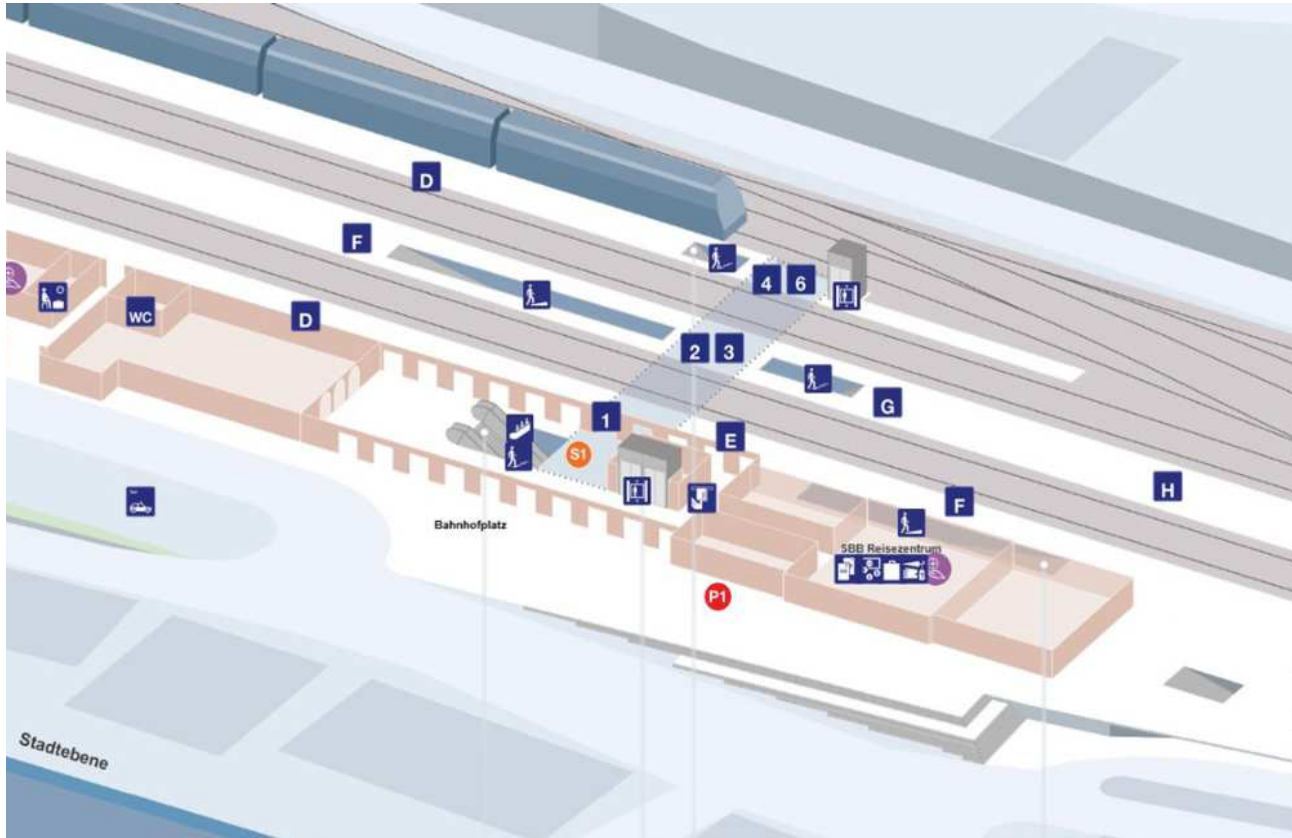 D
F
4 6
WC
D
2 3
G
1
S1
E
H
F
Bahnhofplatz
SBB Reisezentrum
P1
Stadtebene